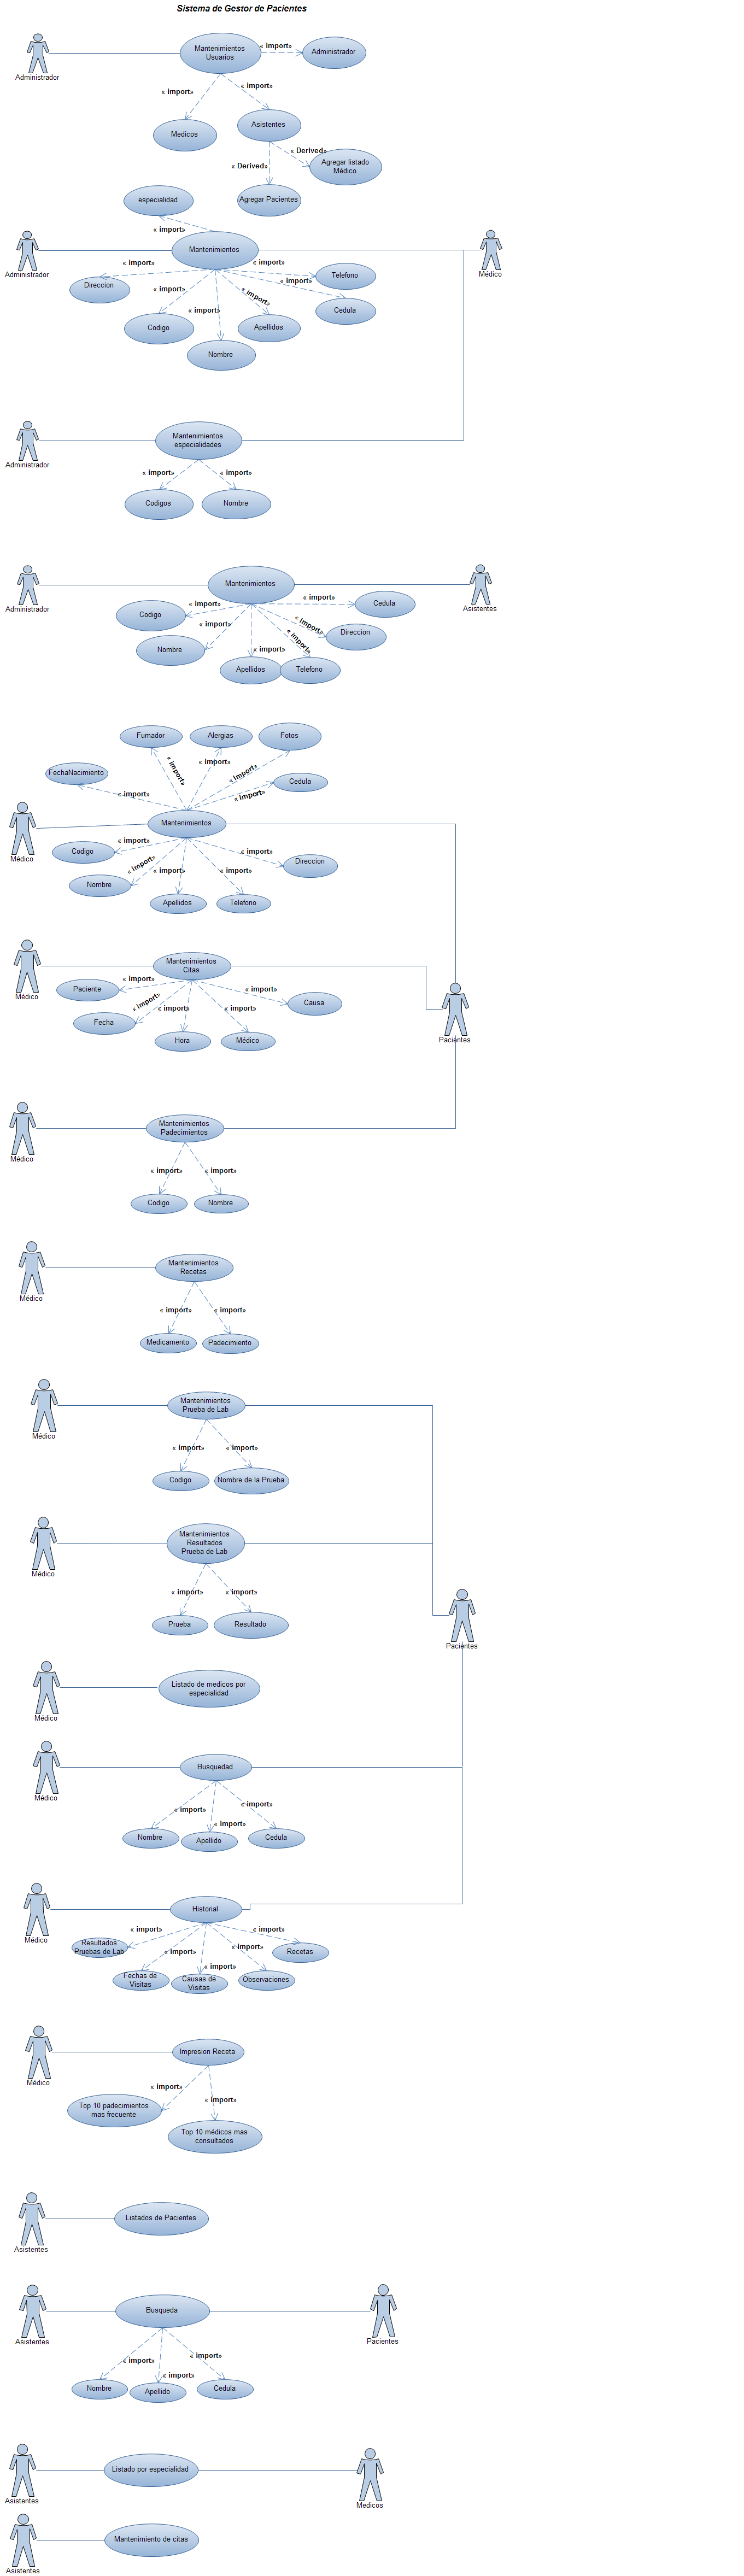 Sistema de Gestor de Pacientes
Mantenimientos
Usuarios
« import»
Administrador
Administrador
« import»
« import»
Medicos
Asistentes
« Derived»
« Derived»
Agregar listado
Médico
Agregar Pacientes
especialidad
« import»
Mantenimientos
Administrador
Médico
« import»
« import»
Telefono
Direccion
« import»
« import»
« import»
« import»
Cedula
Codigo
Apellidos
Nombre
Mantenimientos
especialidades
Administrador
« import»
« import»
Codigos
Nombre
Mantenimientos
Administrador
Asistentes
« import»
« import»
Cedula
Codigo
« import»
« import»
Direccion
« import»
« import»
Nombre
Apellidos
Telefono
Fumador
Alergias
Fotos
« import»
« import»
« import»
FechaNacimiento
Cedula
« import»
« import»
Mantenimientos
Médico
« import»
Codigo
« import»
« import»
« import»
« import»
Direccion
Nombre
Apellidos
Telefono
Mantenimientos
Citas
Médico
« import»
Paciente
« import»
« import»
« import»
« import»
Causa
Fecha
Hora
Médico
Pacientes
Mantenimientos
Padecimientos
Médico
« import»
« import»
Codigo
Nombre
Mantenimientos
Recetas
Médico
« import»
« import»
Medicamento
Padecimiento
Mantenimientos
Prueba de Lab
Médico
« import»
« import»
Codigo
Nombre de la Prueba
Mantenimientos
Resultados
Prueba de Lab
Médico
« import»
« import»
Prueba
Resultado
Pacientes
Listado de medicos por
especialidad
Médico
Busquedad
Médico
« import»
« import»
« import»
Nombre
Apellido
Cedula
Historial
Médico
« import»
« import»
Resultados
Pruebas de Lab
« import»
« import»
« import»
Recetas
Fechas de
Visitas
Causas de
Visitas
Observaciones
Impresion Receta
Médico
« import»
« import»
Top 10 padecimientos
mas frecuente
Top 10 médicos mas
consultados
Listados de Pacientes
Asistentes
Busqueda
Asistentes
Pacientes
« import»
« import»
« import»
Nombre
Apellido
Cedula
Listado por especialidad
Asistentes
Medicos
Mantenimiento de citas
Asistentes